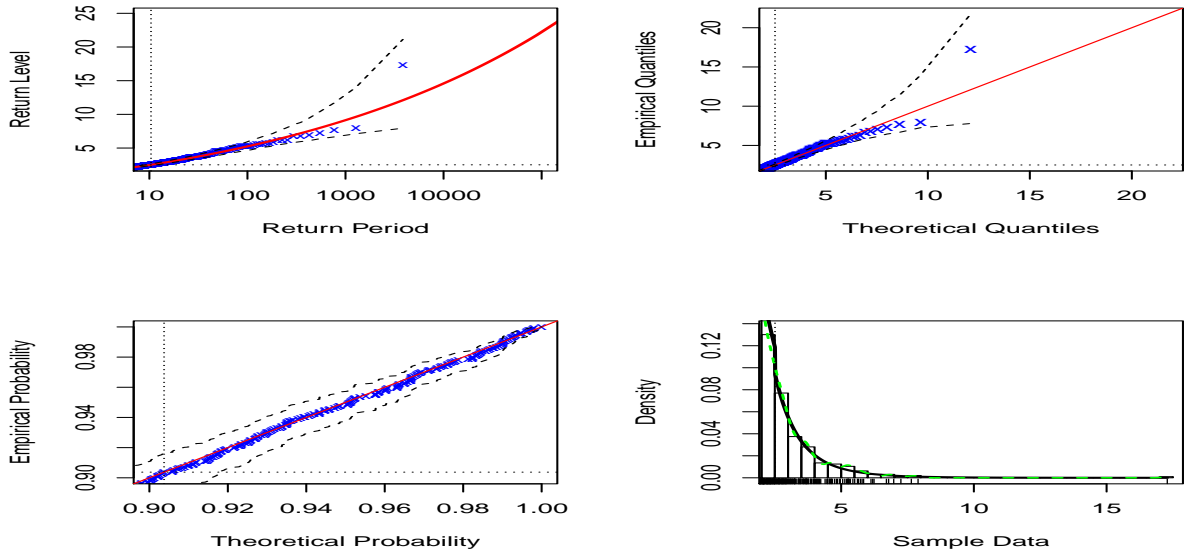 Return Level
5 10 15 20 25
10 100 1000 10000
Return Period
Empirical Quantiles
5 10 15 20
5 10 15 20
Theoretical Quantiles
Empirical Probability
0.90 0.94 0.98
0.90 0.92 0.94 0.96 0.98 1.00
Theoretical Probability
Density
0.00 0.04 0.08 0.12
5 10 15
Sample Data